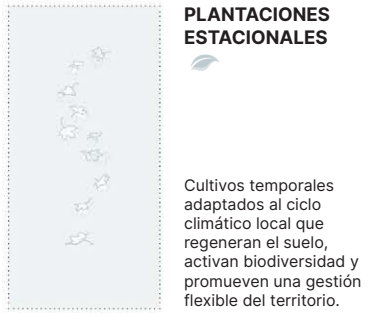 PLANTACIONES
ESTACIONALES
Cultivos temporales
adaptados al ciclo
climático local que
regeneran el suelo,
activan biodiversidad y
promueven una gestión
flexible del territorio.